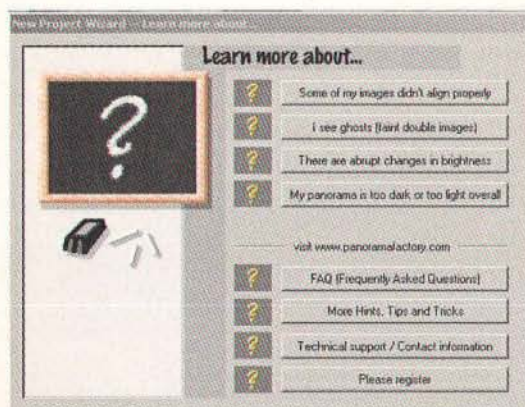 New Project Wizard -- Learn more about...
Learn more about...
?
? Some of my images didn't align properly
? I see ghosts (faint double images)
? There are abrupt changes in brightness
? My panorama is too dark or too light overall
visit www.panoramafactory.com
? FAQ (Frequently Asked Questions)
? More Hints, Tips and Tricks
? Technical support / Contact information
? Please register